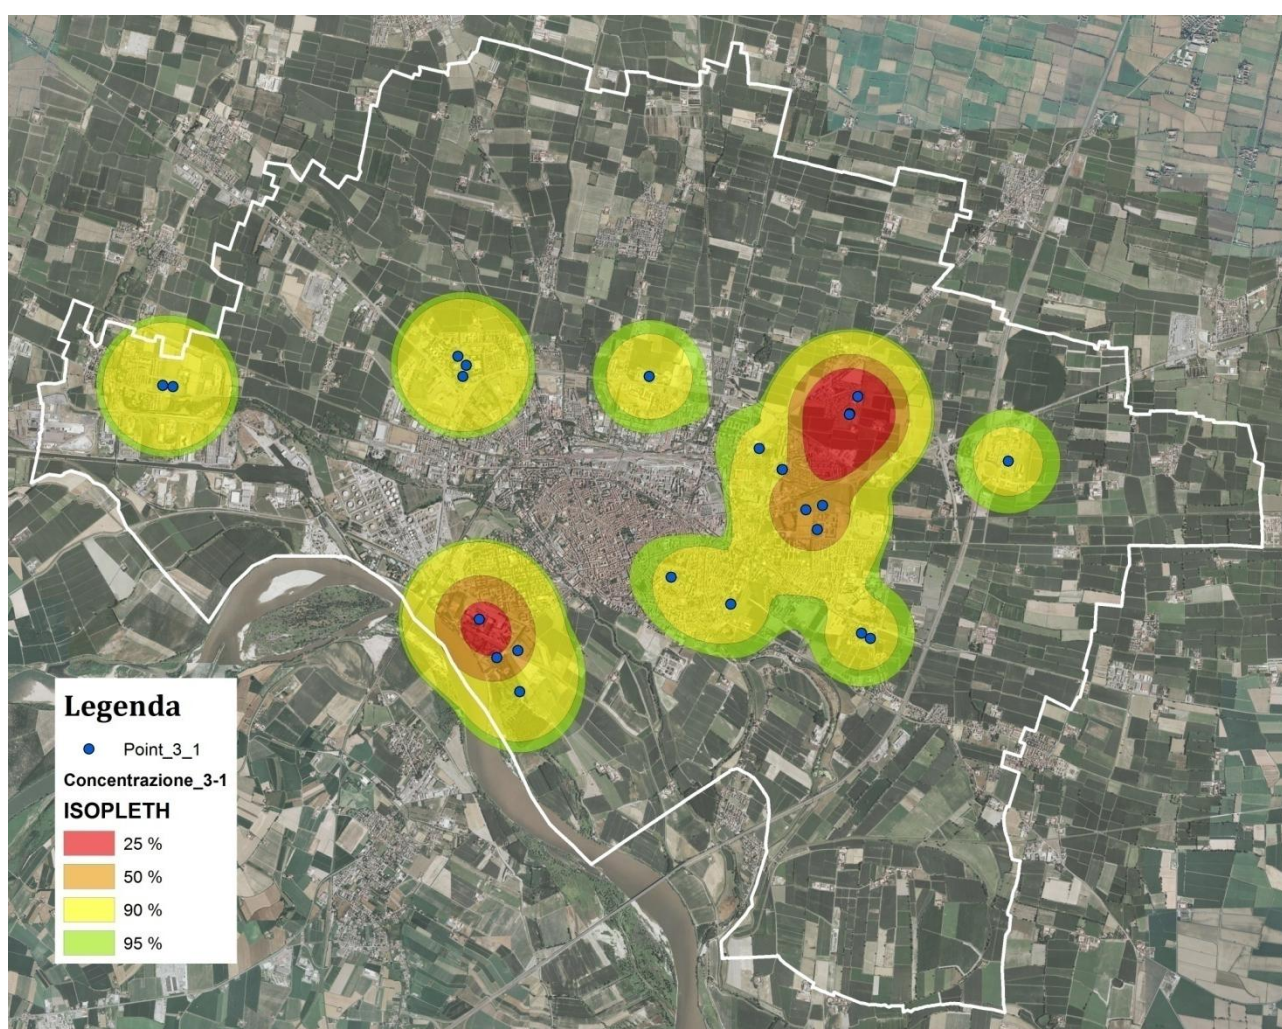 Legenda
Point_3_1
Concentrazione_3-1
ISOPLETH
25 %
50 %
90 %
95 %